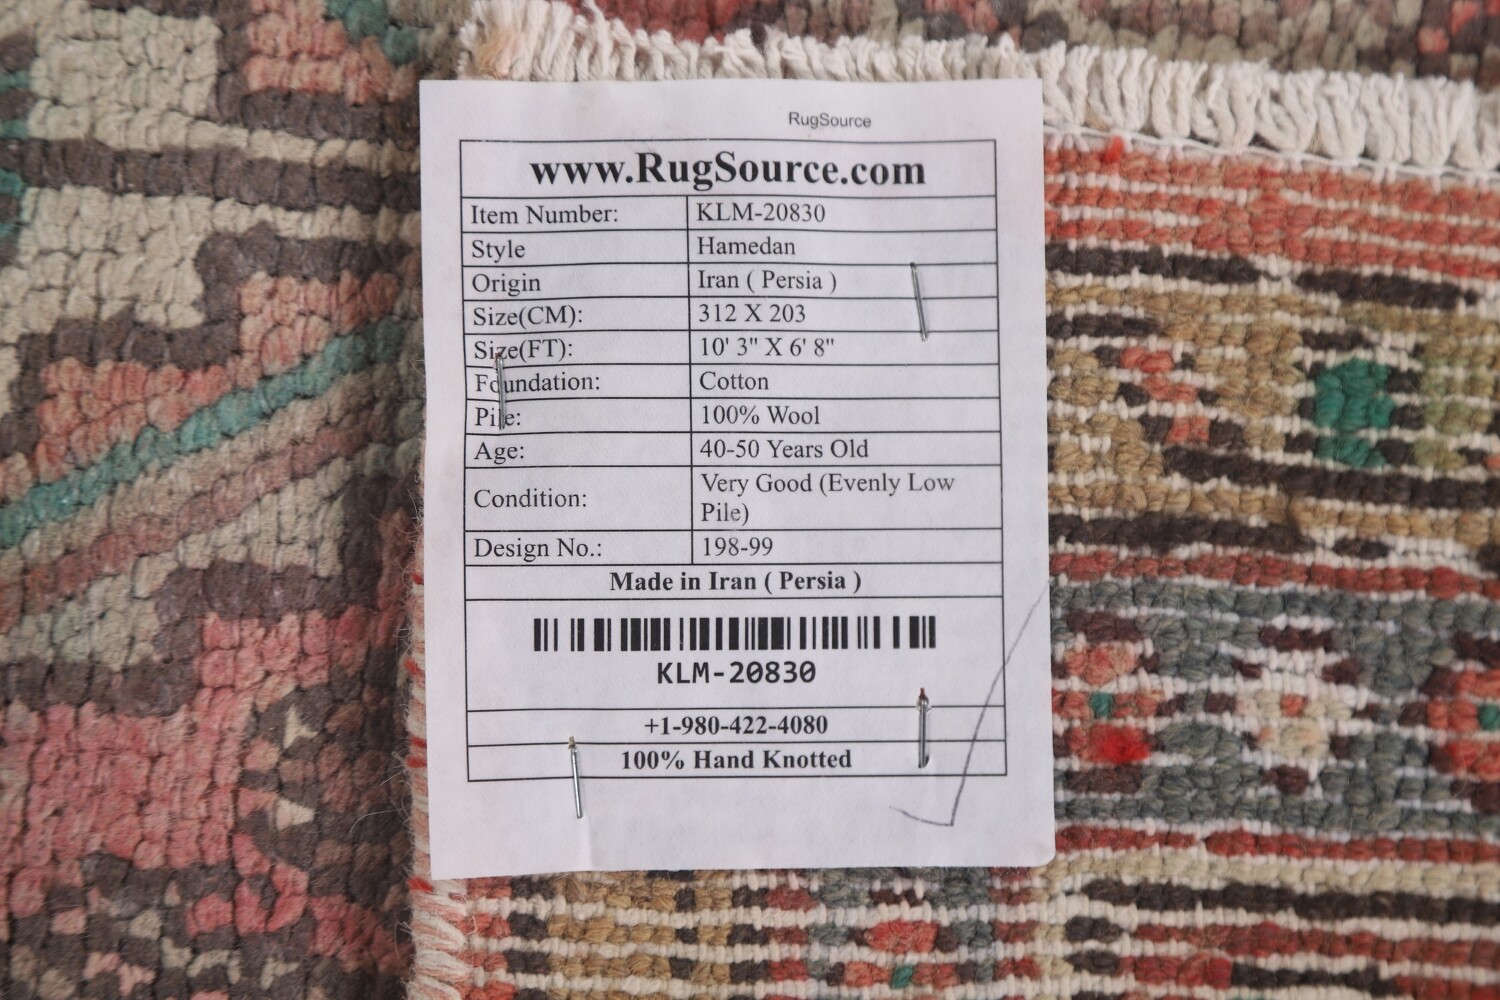 RugSource
www.RugSource.com
Item Number: KLM-20830
Style Hamedan
Origin Iran ( Persia )
Size(CM): 312 X 203
Size(FT): 10' 3" X 6' 8"
Foundation: Cotton
Pile: 100% Wool
Age: 40-50 Years Old
Condition: Very Good (Evenly Low
Pile)
Design No.: 198-99
Made in Iran ( Persia )
KLM-20830
+1-980-422-4080
100% Hand Knotted